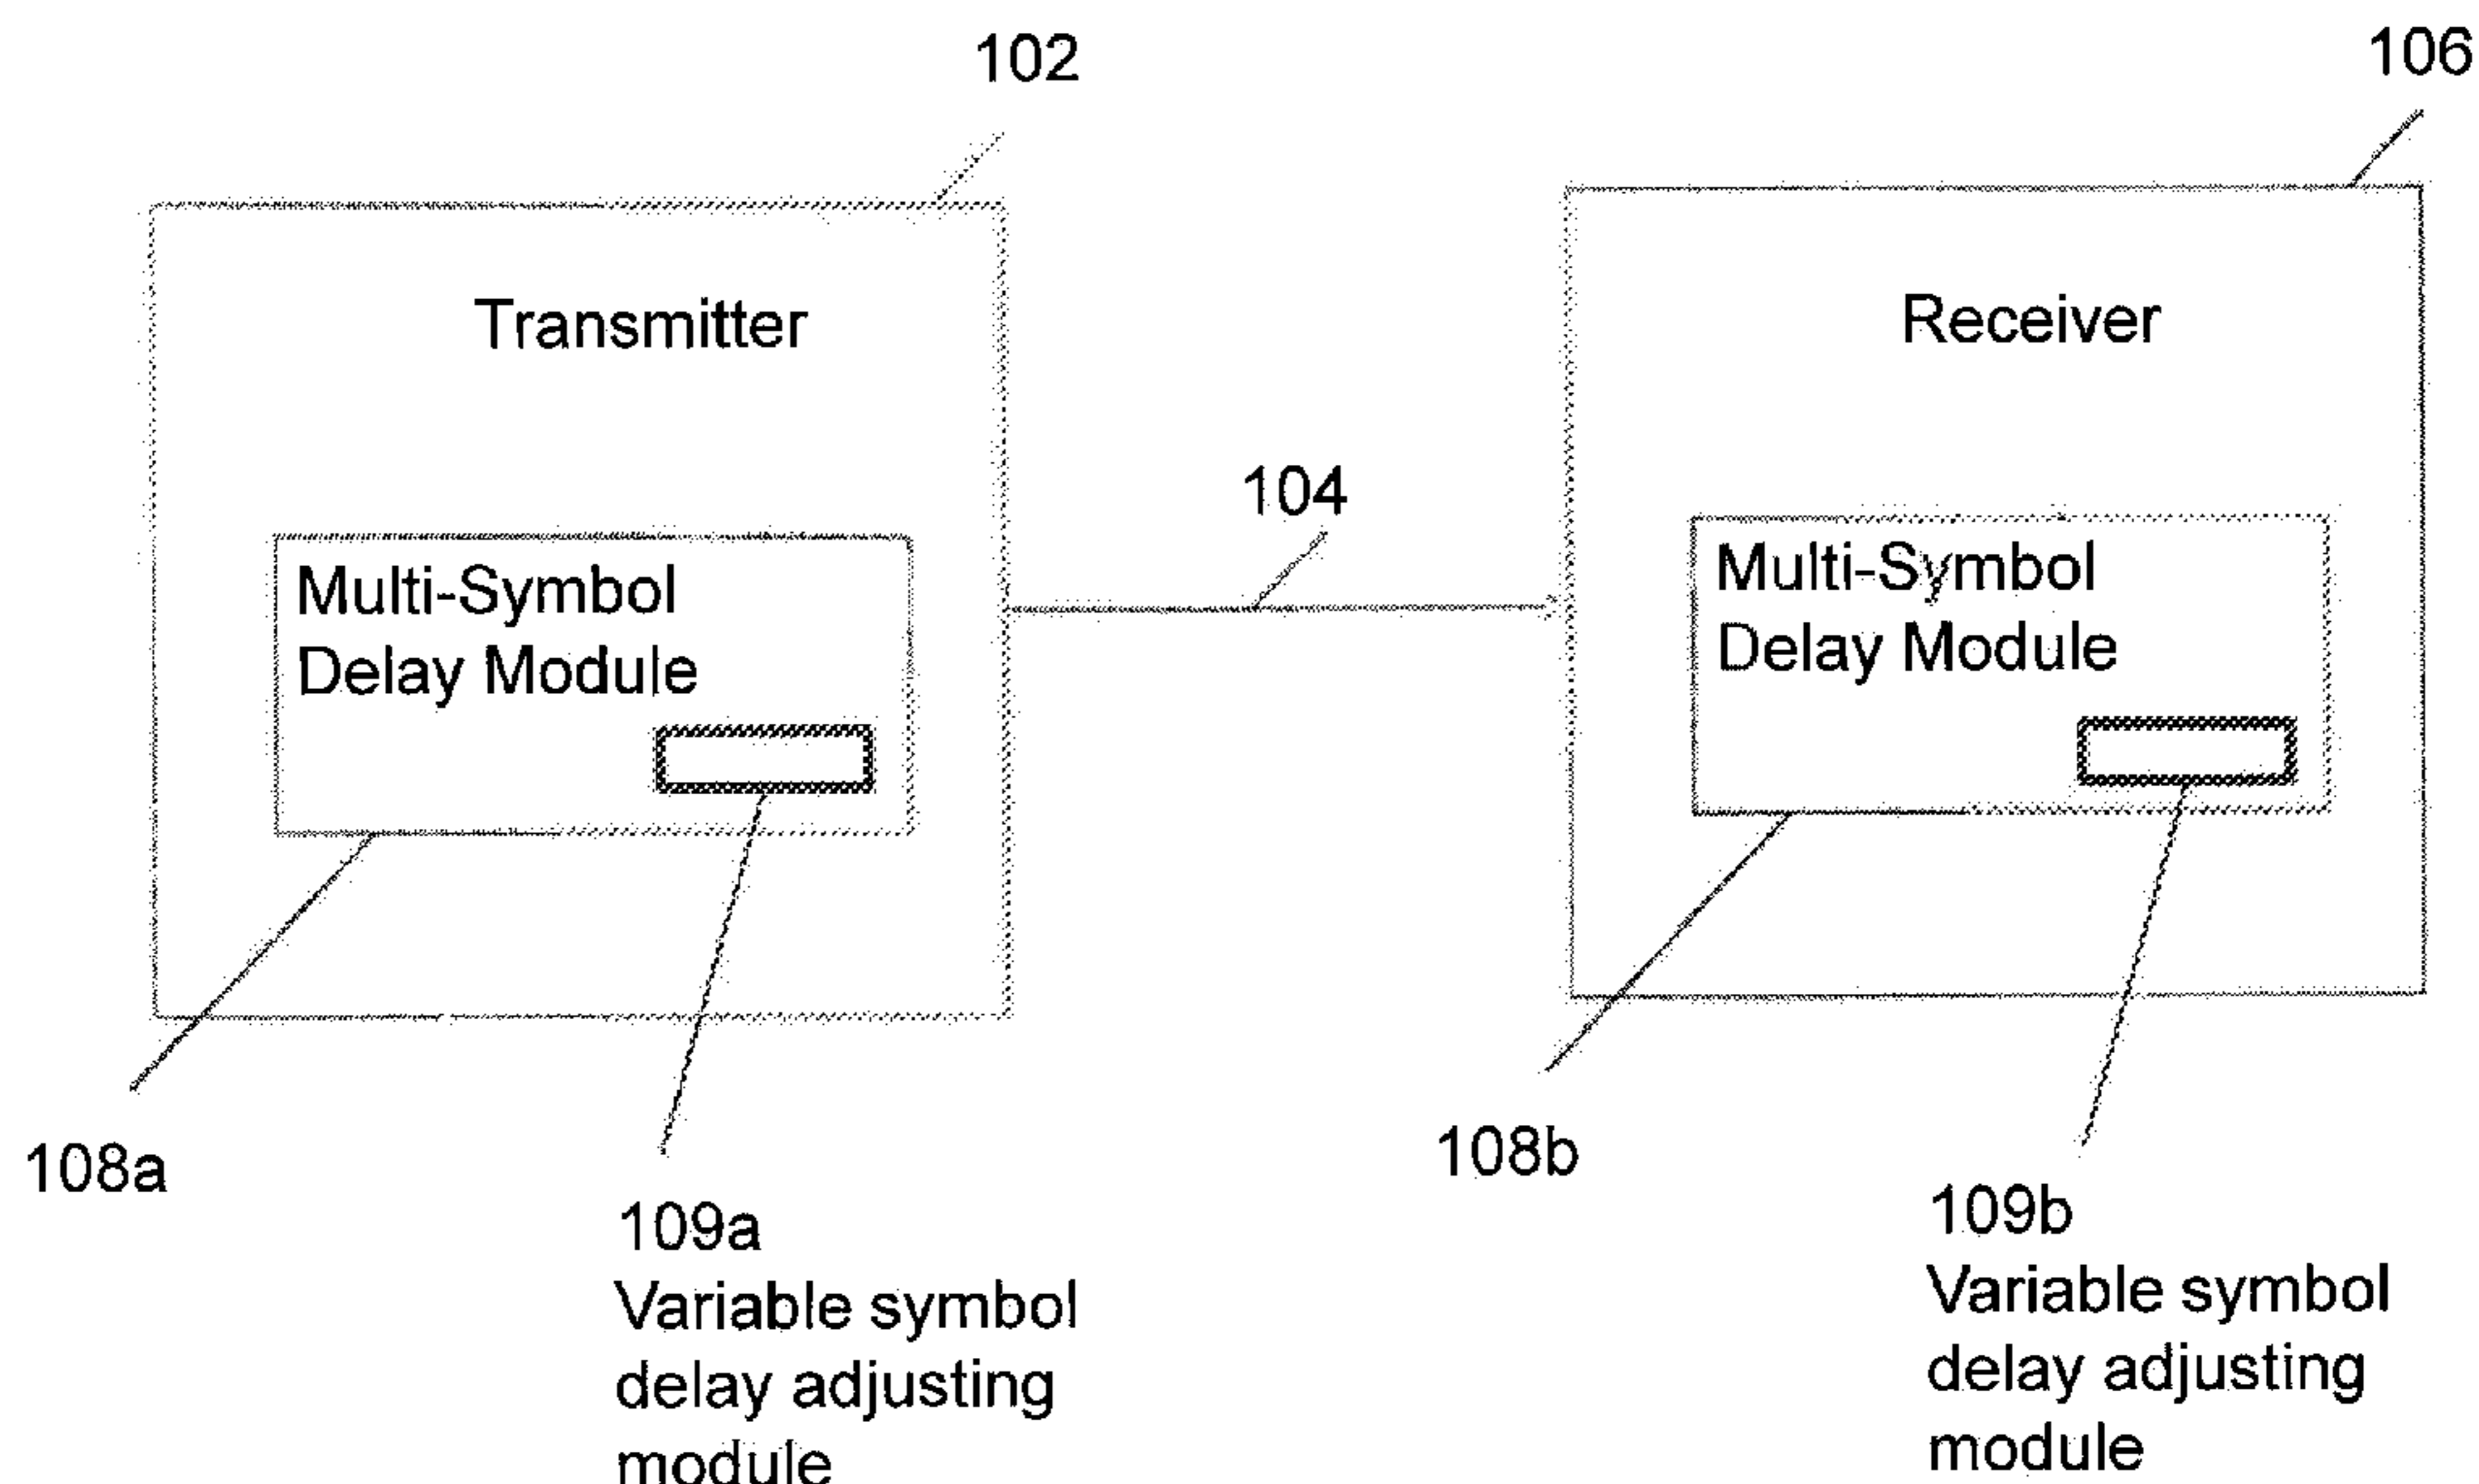 102
106
Transmitter
Receiver
104
Multi-Symbol
Delay Module
Multi-Symbol
Delay Module
108a
109a
Variable symbol
delay adjusting
module
108b
109b
Variable symbol
delay adjusting
module